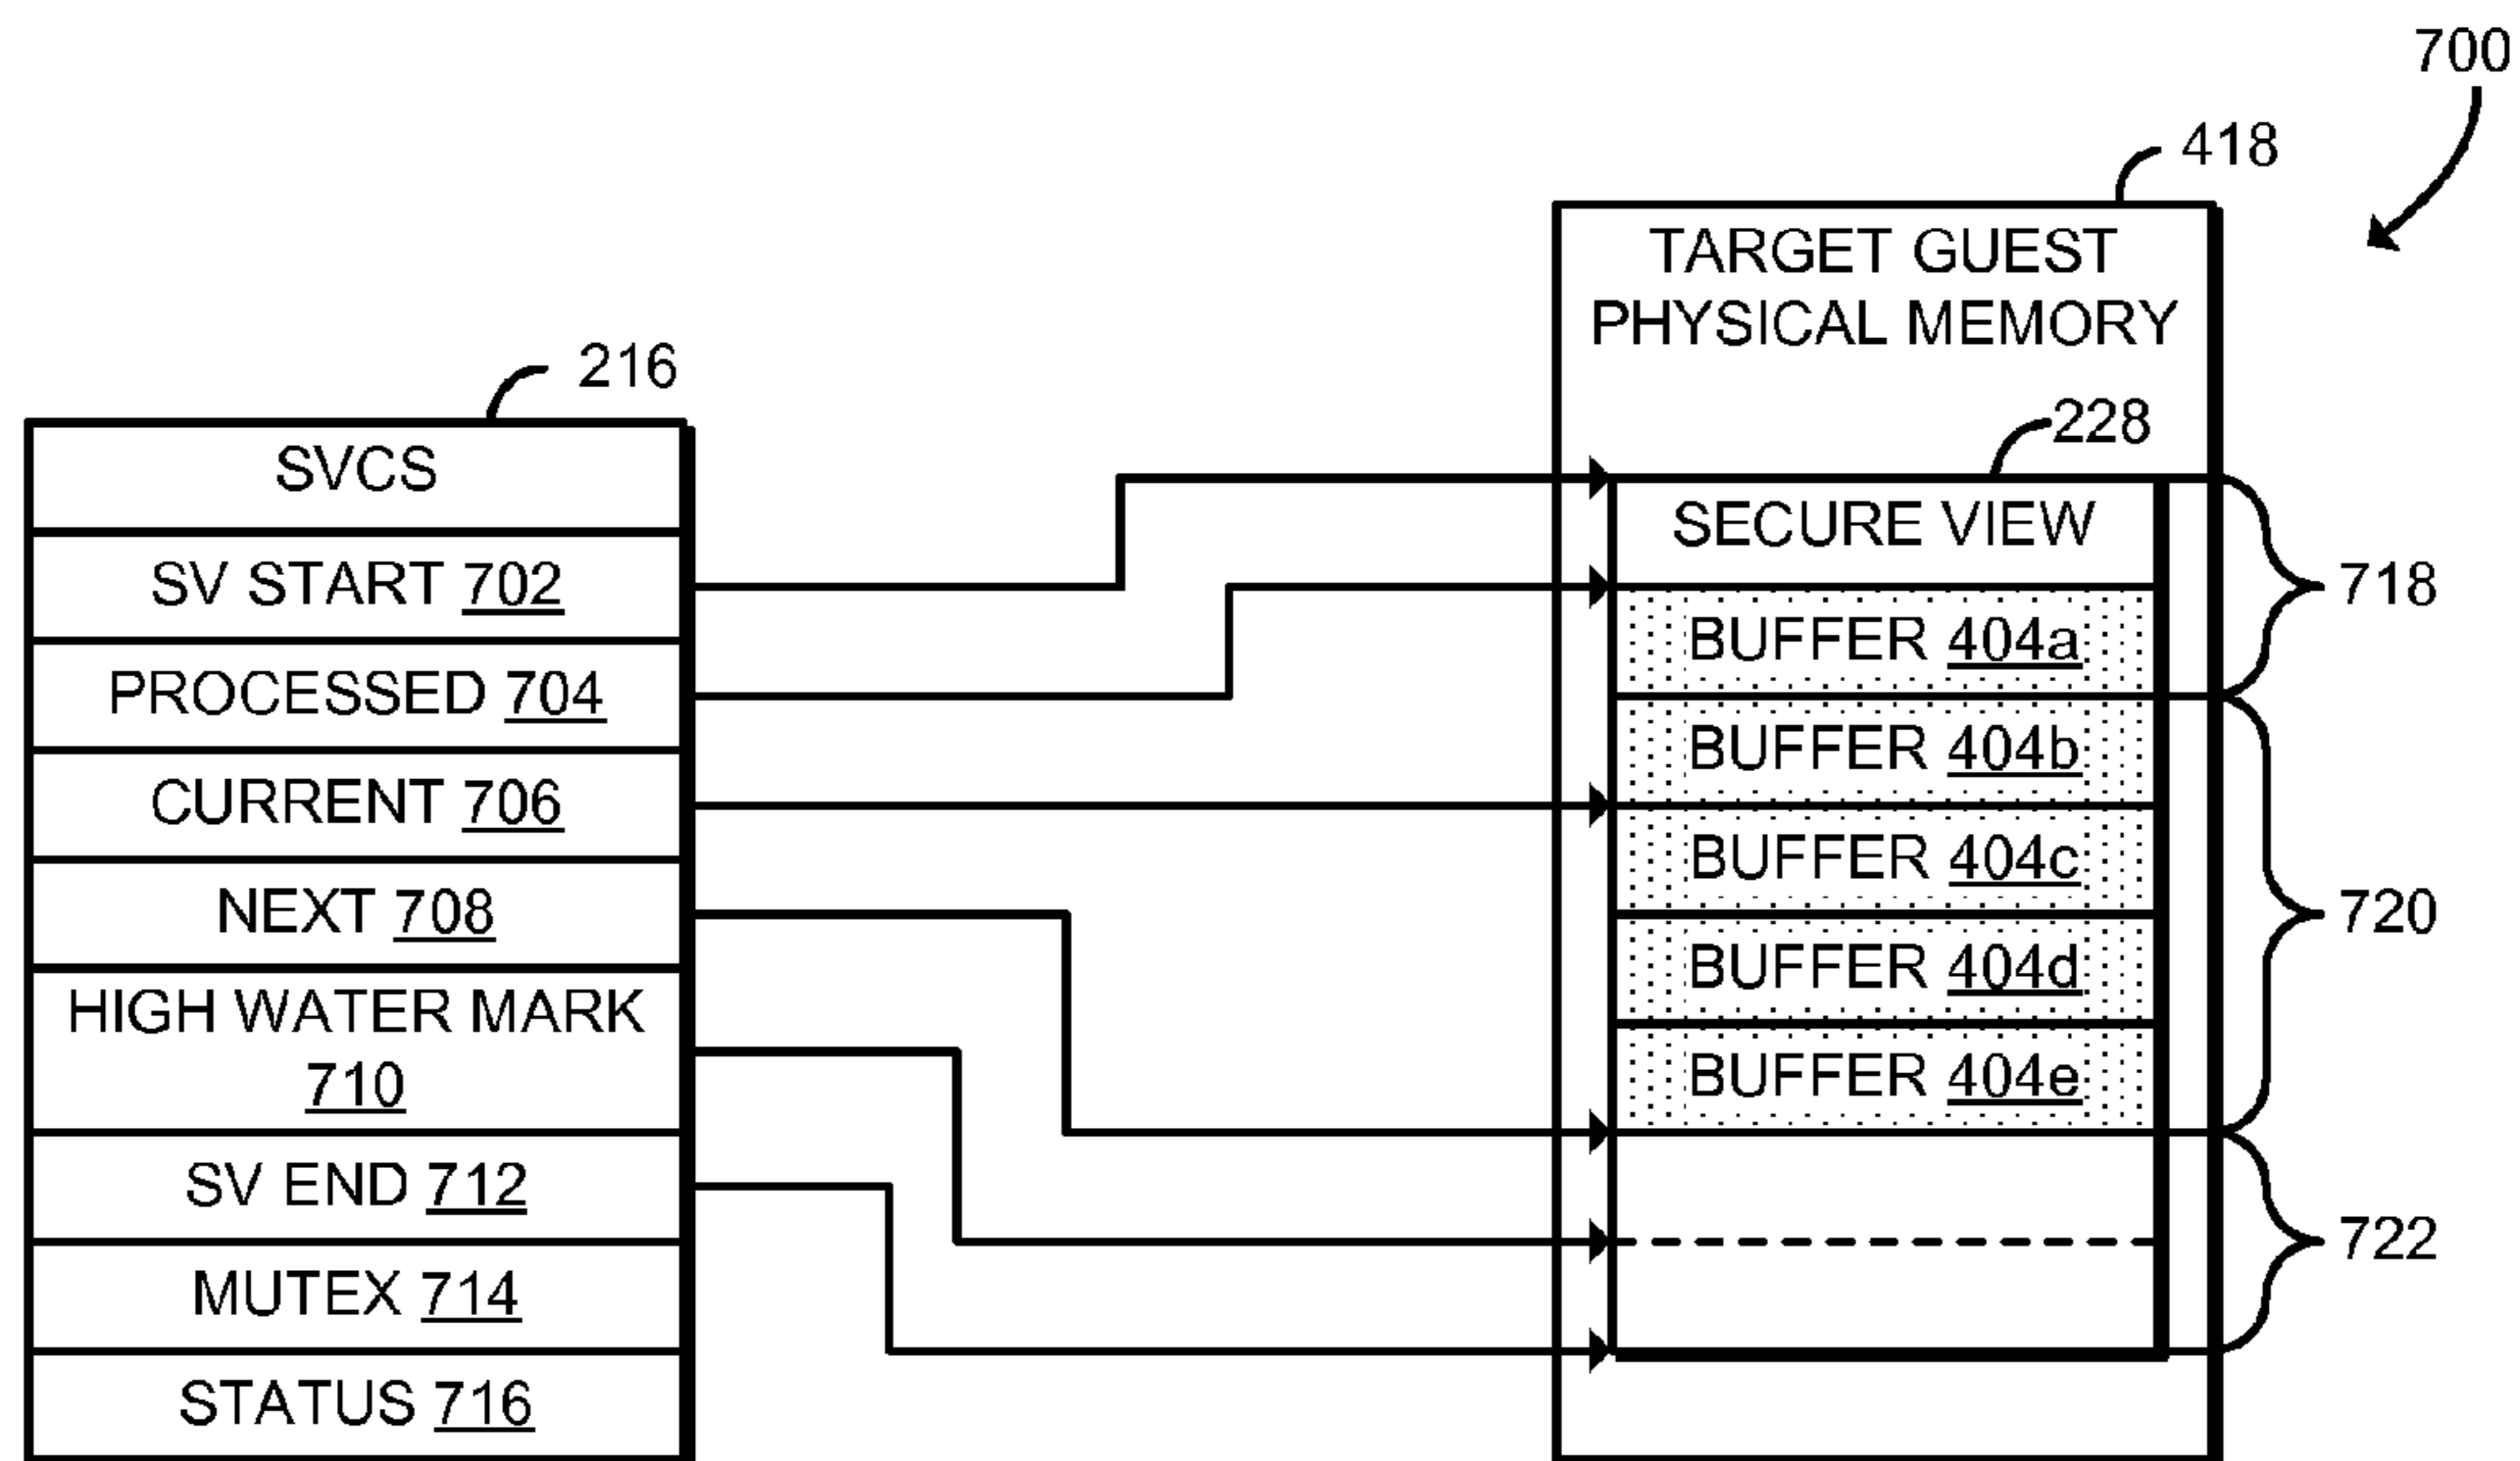 700
418
TARGET GUEST
PHYSICAL MEMORY
216
228
SVCS
SECURE VIEW
SV START 702
718
BUFFER 404a
PROCESSED 704
BUFFER 404b
CURRENT 706
BUFFER 404c
NEXT 708
720
BUFFER 404d
HIGH WATER MARK
710
BUFFER 404e
SV END 712
722
MUTEX 714
STATUS 716